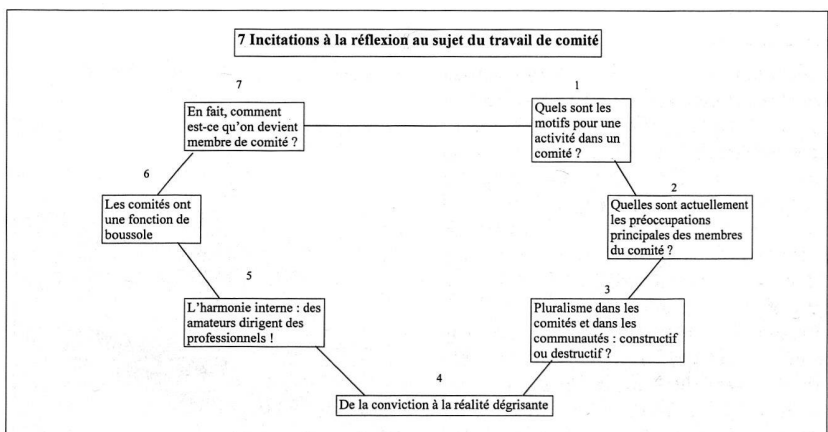 7 Incitations à la réflexion au sujet du travail de comité
1
Quels sont les
motifs pour une
activité dans un
comité ?
2
Quelles sont actuellement
les préoccupations
principales des membres
du comité ?
3
Pluralisme dans les
comités et dans les
communautés : constructif
ou destructif ?
4
De la conviction à la réalité dégrisante
5
L'harmonie interne : des
amateurs dirigent des
professionnels !
6
Les comités ont
une fonction de
boussole
7
En fait, comment
est-ce qu'on devient
membre de comité ?